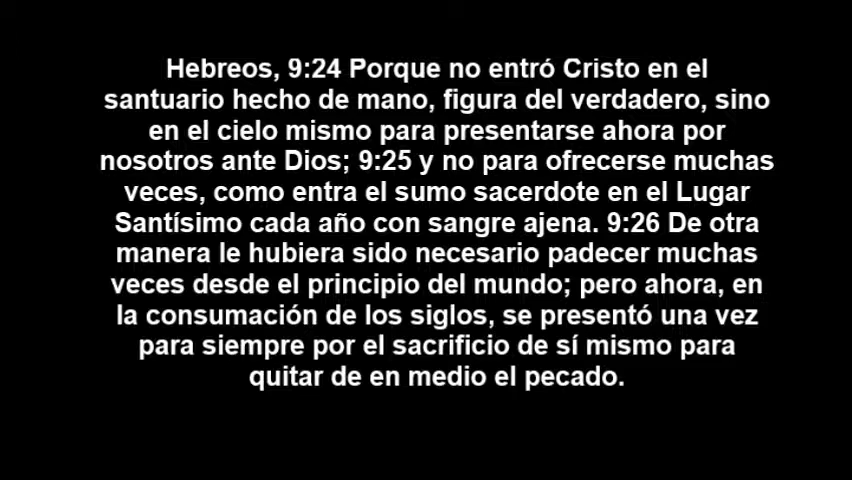 Hebreos, 9:24 Porque no entró Cristo en el
santuario hecho de mano, figura del verdadero, sino
en el cielo mismo para presentarse ahora por
nosotros ante Dios; 9:25 y no para ofrecerse muchas
veces, como entra el sumo sacerdote en el Lugar
Santísimo cada año con sangre ajena. 9:26 De otra
manera le hubiera sido necesario padecer muchas
veces desde el principio del mundo; pero ahora, en
la consumación de los siglos, se presentó una vez
para siempre por el sacrificio de sí mismo para
quitar de en medio el pecado.